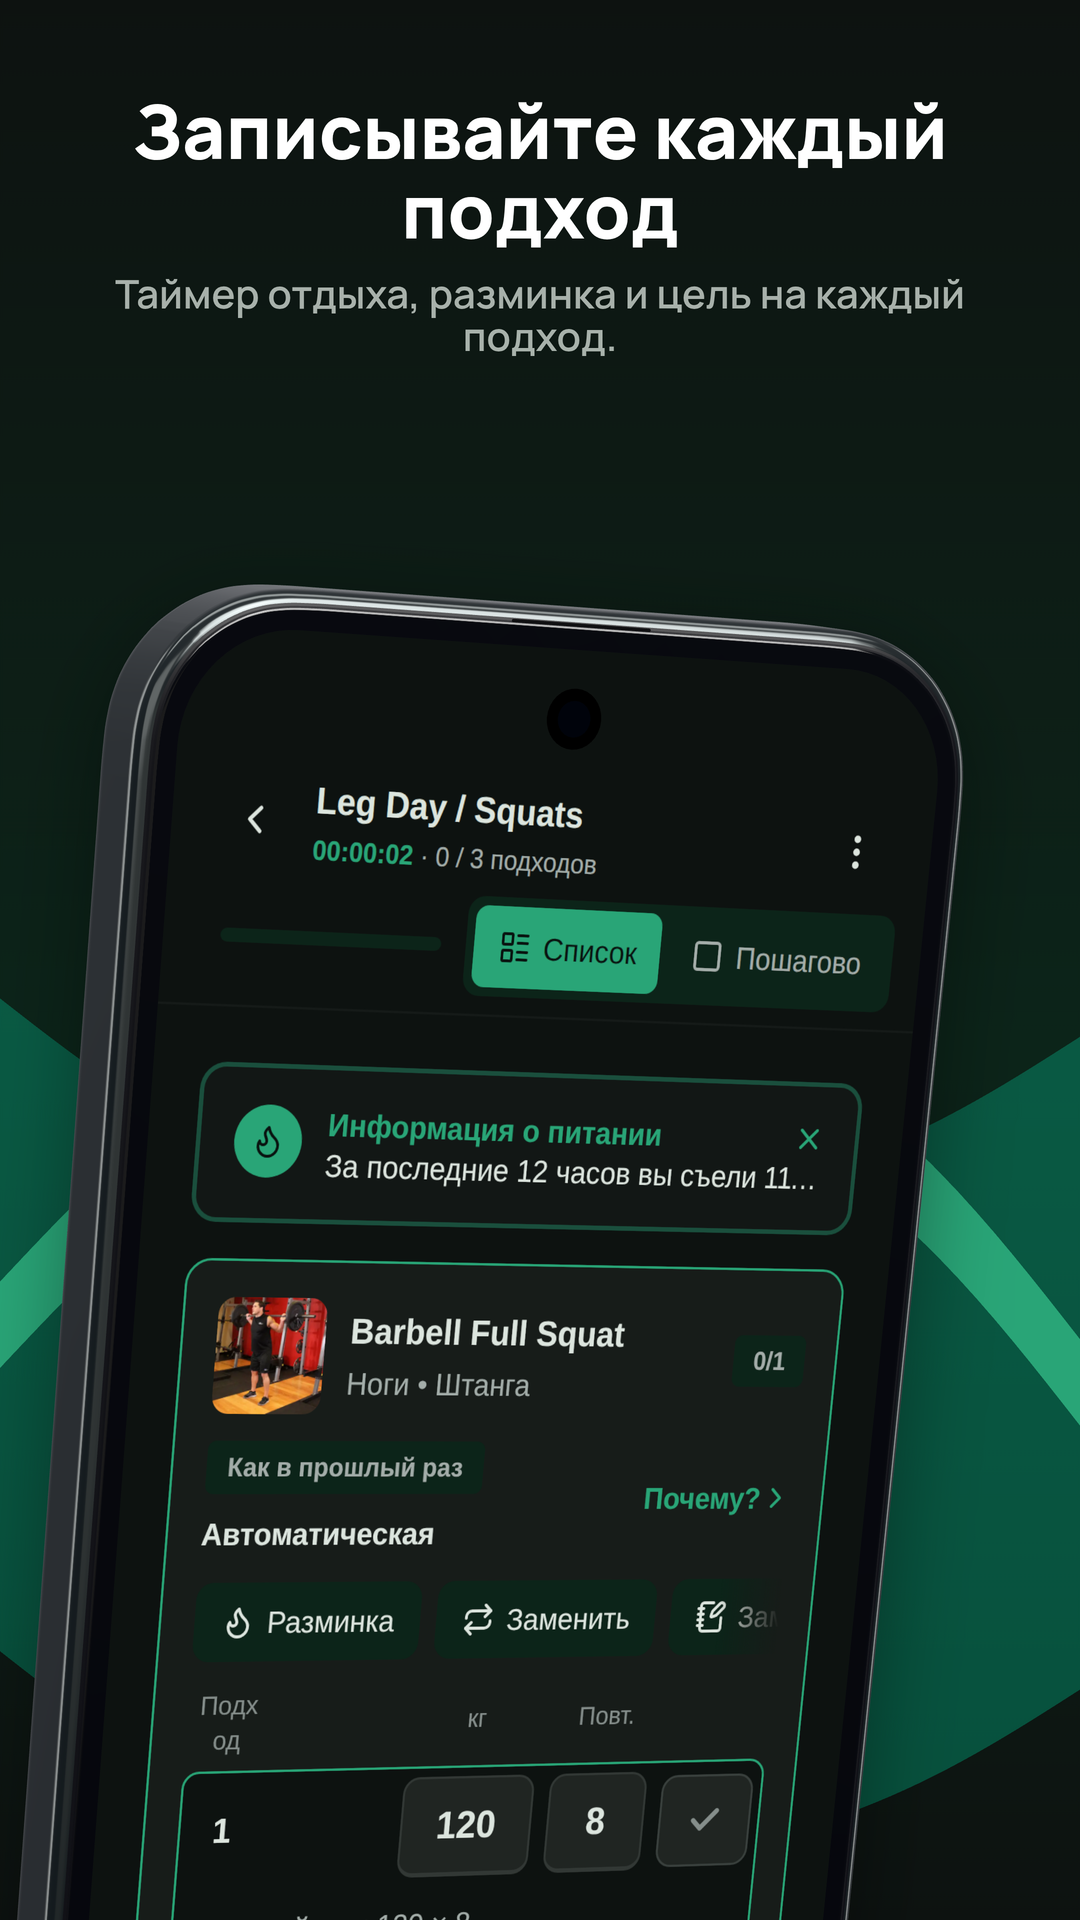 Записывайте каждый
подход
Таймер отдыха, разминка и цель на каждый
подход.
Leg Day / Squats
00:00:02 · 0 / 3 подходов
Список
Пошагово
Информация о питании
За последние 12 часов вы съели 11...
Barbell Full Squat
0/1
Ноги • Штанга
Как в прошлый раз
Почему?
Автоматическая
Разминка
Заменить
Подх
од
кг
Повт.
1
120
8